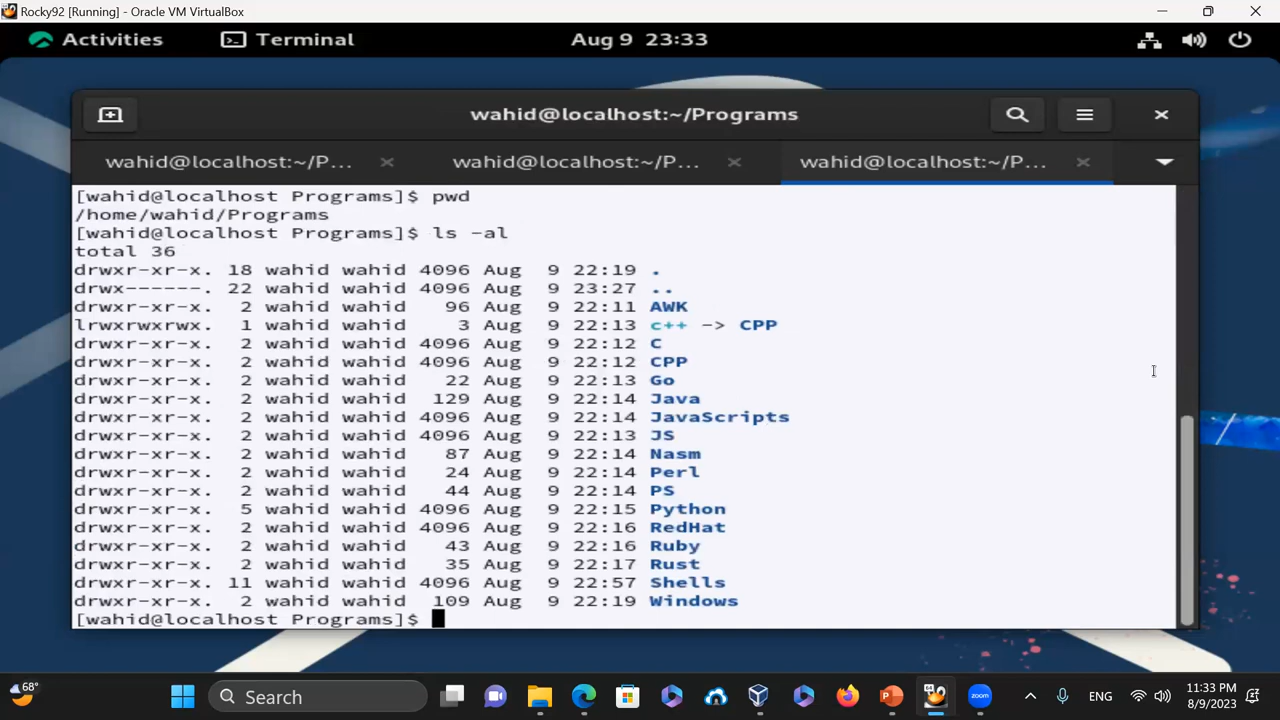 Rocky92 [Running] - Oracle VM VirtualBox
Activities Terminal Aug 9 23:33
wahid@localhost:~/Programs
wahid@localhost:~/P... wahid@localhost:~/P... wahid@localhost:~/P...
[wahid@localhost Programs]$ pwd
/home/wahid/Programs
[wahid@localhost Programs]$ ls -al
total 36
drwxr-xr-x. 18 wahid wahid 4096 Aug  9 22:19 .
drwx------. 22 wahid wahid 4096 Aug  9 23:27 ..
drwxr-xr-x.  2 wahid wahid   96 Aug  9 22:11 AWK
lrwxrwxrwx.  1 wahid wahid    3 Aug  9 22:13 c++ -> CPP
drwxr-xr-x.  2 wahid wahid 4096 Aug  9 22:12 C
drwxr-xr-x.  2 wahid wahid 4096 Aug  9 22:12 CPP
drwxr-xr-x.  2 wahid wahid   22 Aug  9 22:13 Go
drwxr-xr-x.  2 wahid wahid  129 Aug  9 22:14 Java
drwxr-xr-x.  2 wahid wahid 4096 Aug  9 22:14 JavaScripts
drwxr-xr-x.  2 wahid wahid 4096 Aug  9 22:13 JS
drwxr-xr-x.  2 wahid wahid   87 Aug  9 22:14 Nasm
drwxr-xr-x.  2 wahid wahid   24 Aug  9 22:14 Perl
drwxr-xr-x.  2 wahid wahid   44 Aug  9 22:14 PS
drwxr-xr-x.  5 wahid wahid 4096 Aug  9 22:15 Python
drwxr-xr-x.  2 wahid wahid 4096 Aug  9 22:16 RedHat
drwxr-xr-x.  2 wahid wahid   43 Aug  9 22:16 Ruby
drwxr-xr-x.  2 wahid wahid   35 Aug  9 22:17 Rust
drwxr-xr-x. 11 wahid wahid 4096 Aug  9 22:57 Shells
drwxr-xr-x.  2 wahid wahid  109 Aug  9 22:19 Windows
[wahid@localhost Programs]$
68° Search zoom ENG 11:33 PM
8/9/2023